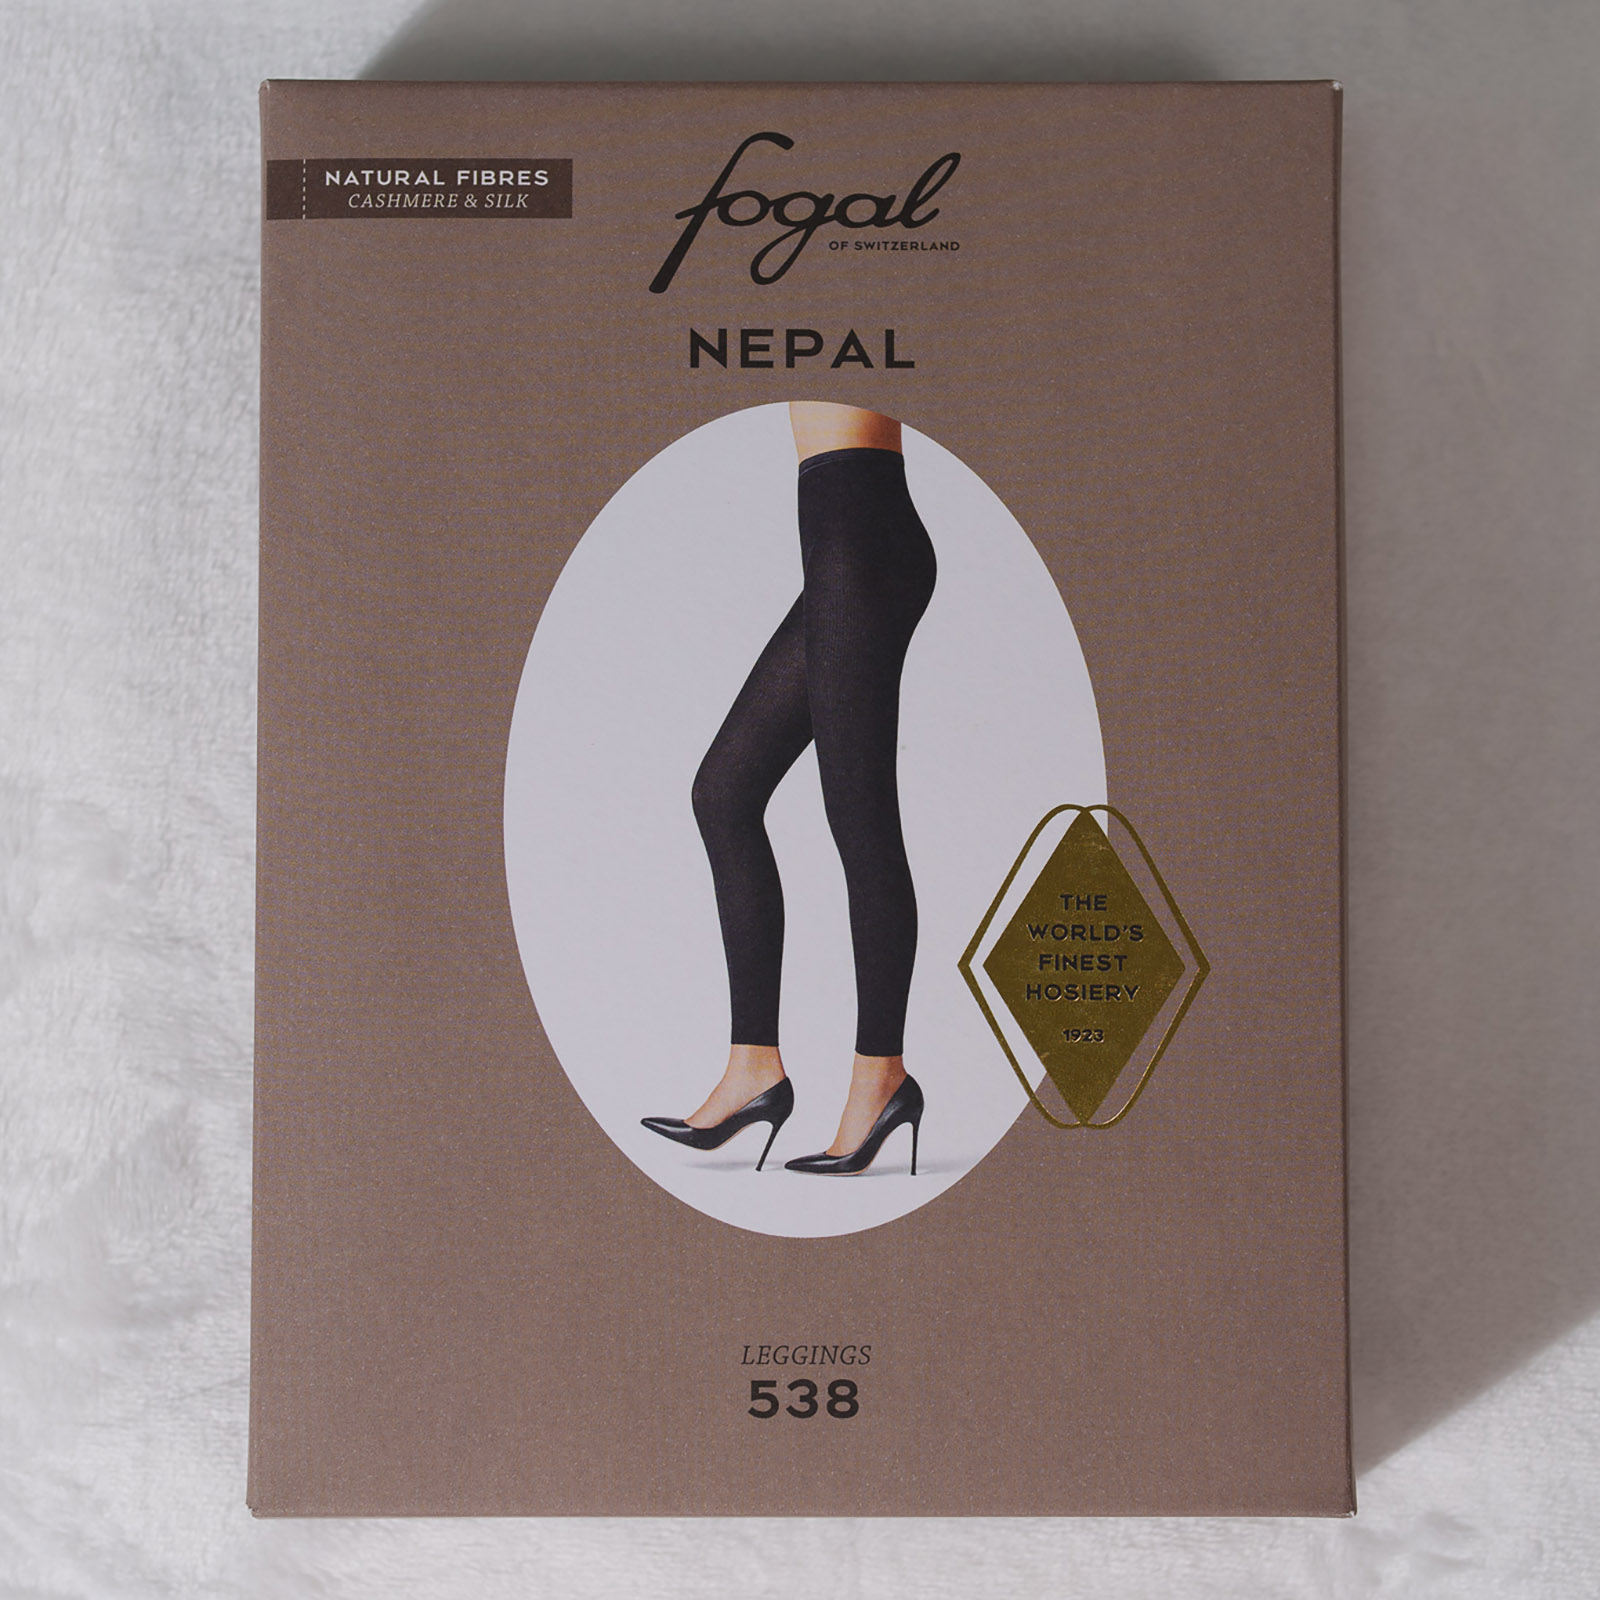 NATURAL FIBRES
CASHMERE & SILK
fogal
OF SWITZERLAND
NEPAL
THE
WORLD'S
FINEST
HOSIERY
1923
LEGGINGS
538